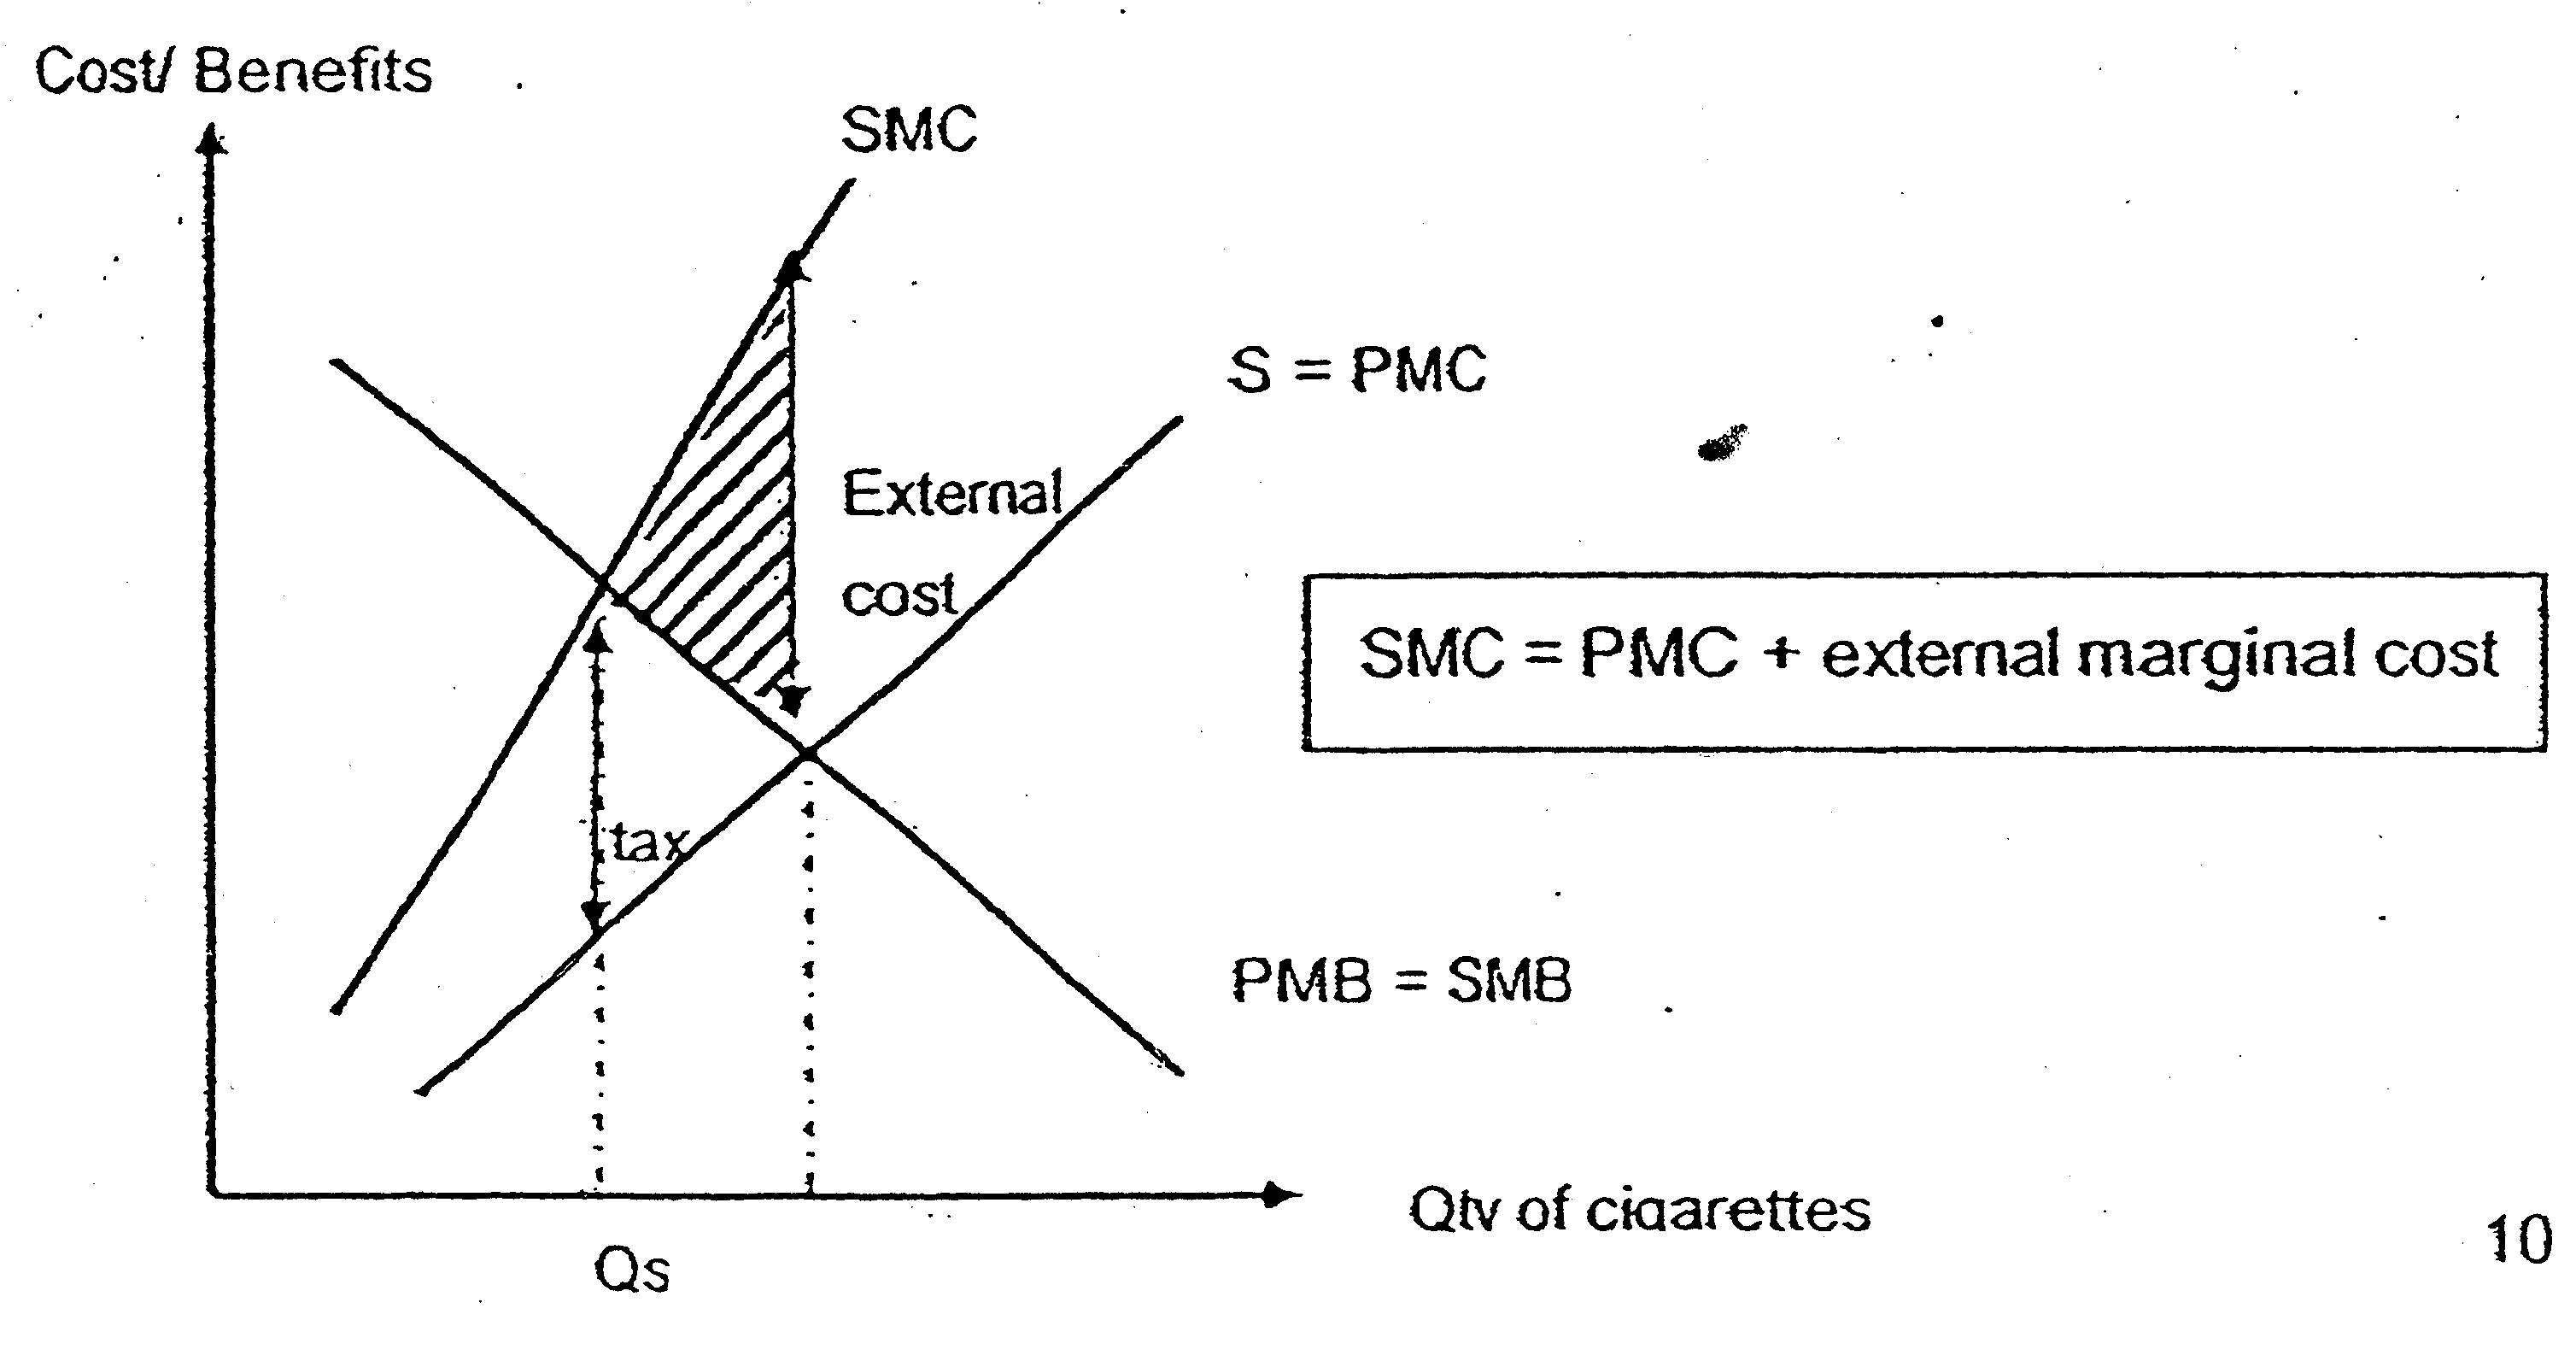 Cost/ Benefits
SMC
S = PMC
External
cost
SMC = PMC + external marginal cost
tax
PMB = SMB
Qty of cigarettes
10
Qs